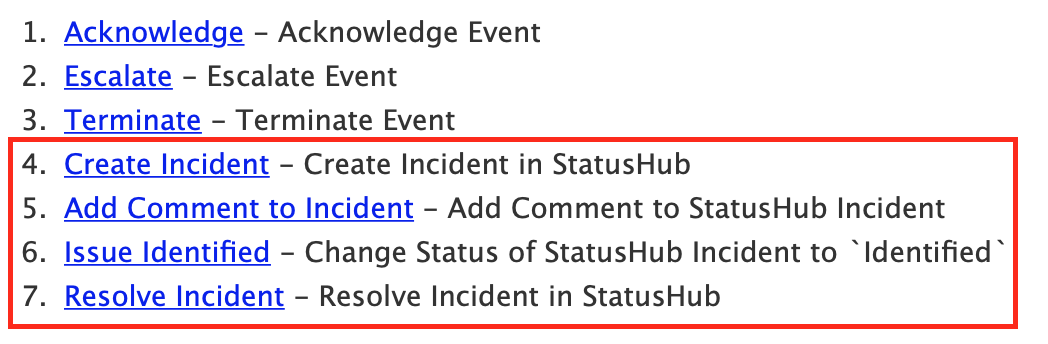 1. Acknowledge – Acknowledge Event
2. Escalate – Escalate Event
3. Terminate – Terminate Event
4. Create Incident – Create Incident in StatusHub
5. Add Comment to Incident – Add Comment to StatusHub Incident
6. Issue Identified – Change Status of StatusHub Incident to `Identified`
7. Resolve Incident – Resolve Incident in StatusHub